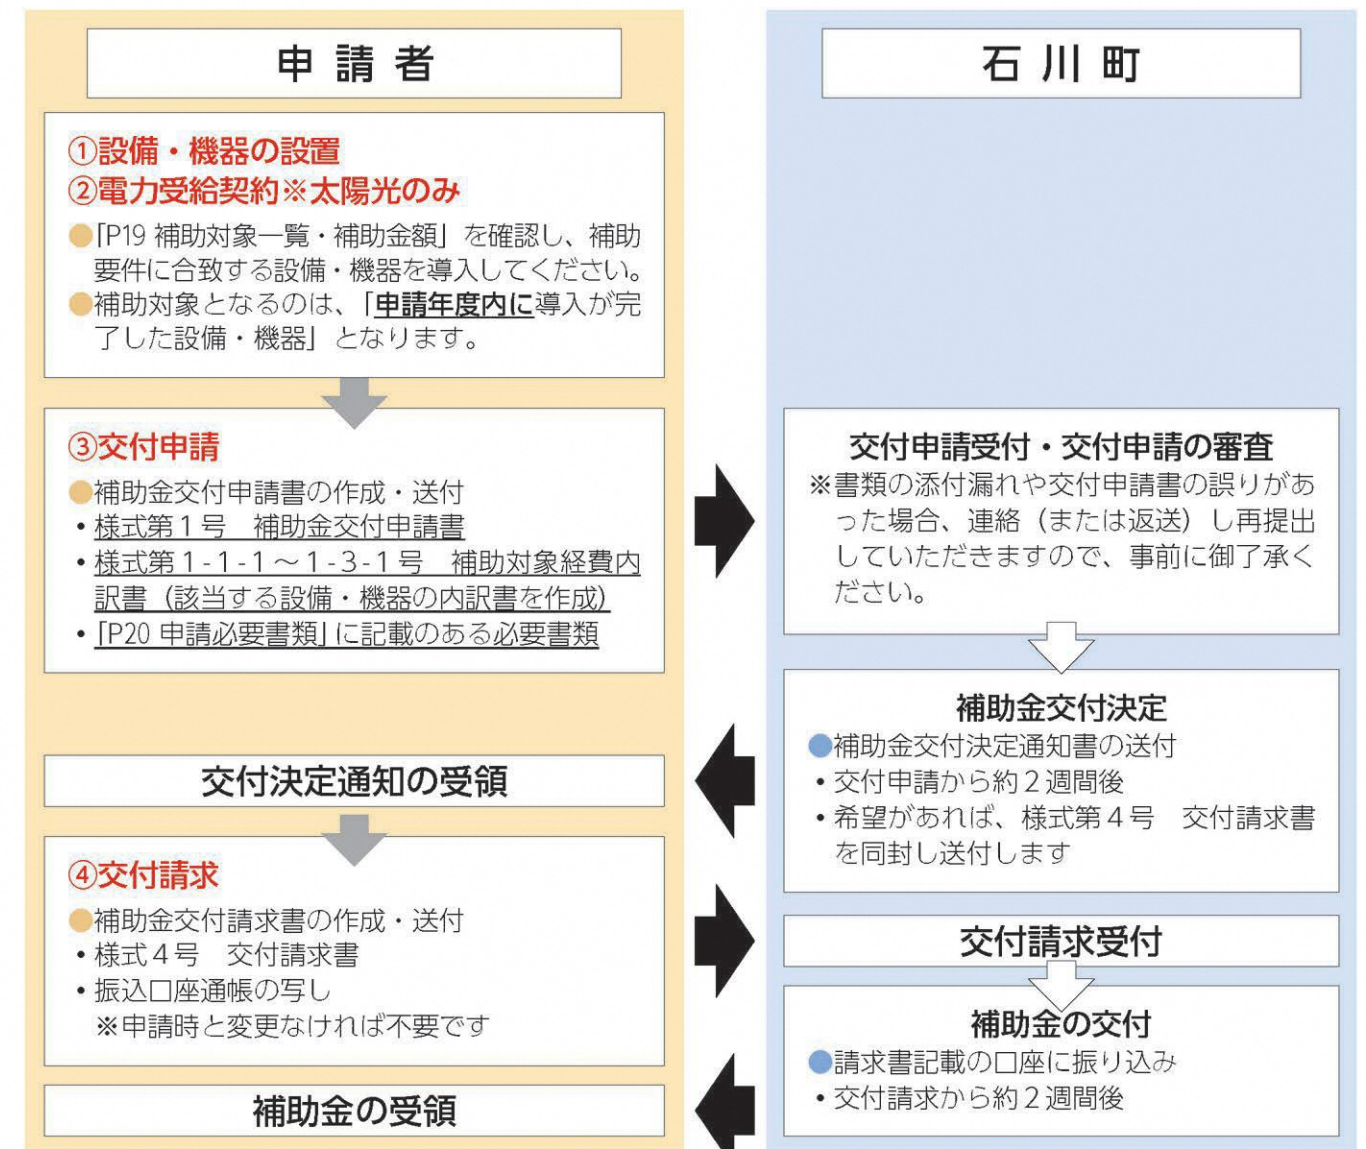 申請者
①設備・機器の設置
②電力受給契約※太陽光のみ
●「P19 補助対象一覧・補助金額」を確認し、補助
要件に合致する設備・機器を導入してください。
●補助対象となるのは、「申請年度内に導入が完
了した設備・機器」となります。
③交付申請
●補助金交付申請書の作成・送付
・様式第１号　補助金交付申請書
・様式第１-１-１～１-３-１号　補助対象経費内
訳書（該当する設備・機器の内訳書を作成）
・「P20 申請必要書類」に記載のある必要書類
交付決定通知の受領
④交付請求
●補助金交付請求書の作成・送付
・様式４号　交付請求書
・振込口座通帳の写し
※申請時と変更なければ不要です
補助金の受領
石川町
交付申請受付・交付申請の審査
※書類の添付漏れや交付申請書の誤りがあ
った場合、連絡（または返送）し再提出
していただきますので、事前に御了承く
ださい。
補助金交付決定
●補助金交付決定通知書の送付
・交付申請から約２週間後
・希望があれば、様式第４号　交付請求書
を同封し送付します
交付請求受付
補助金の交付
●請求書記載の口座に振り込み
・交付請求から約２週間後